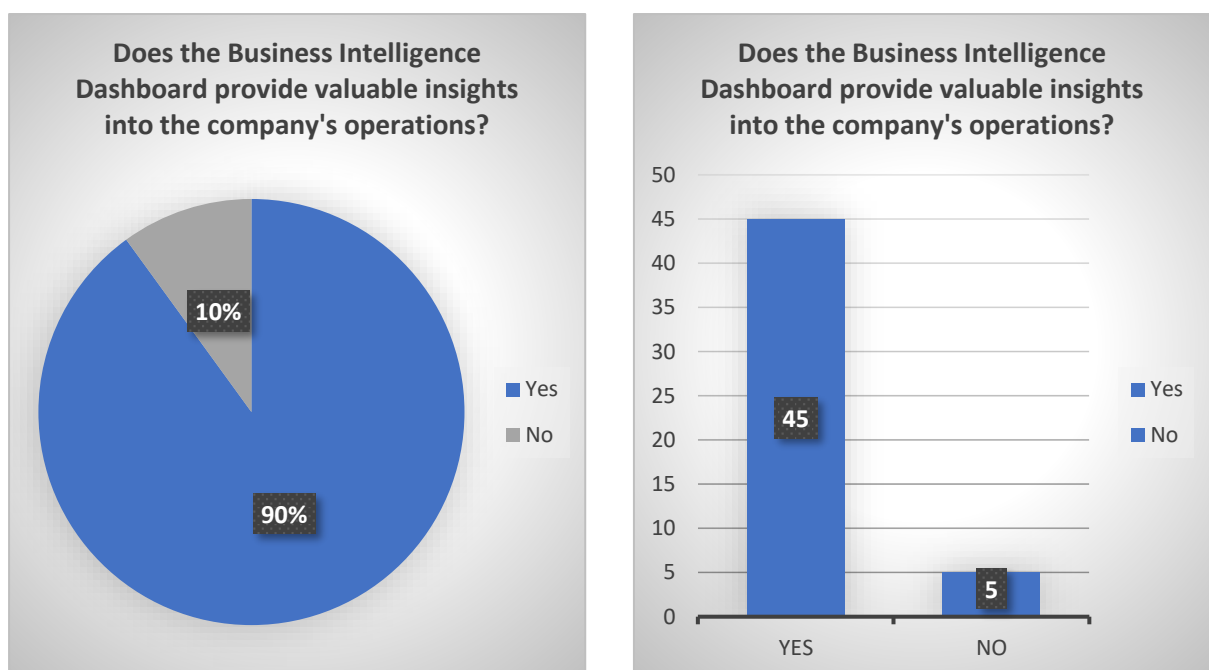 Does the Business Intelligence
Dashboard provide valuable insights
into the company's operations?
10%
90%
Yes
No
Does the Business Intelligence
Dashboard provide valuable insights
into the company's operations?
50
45
40
35
30
25
20
15
10
5
0
45
5
YES
NO
Yes
No